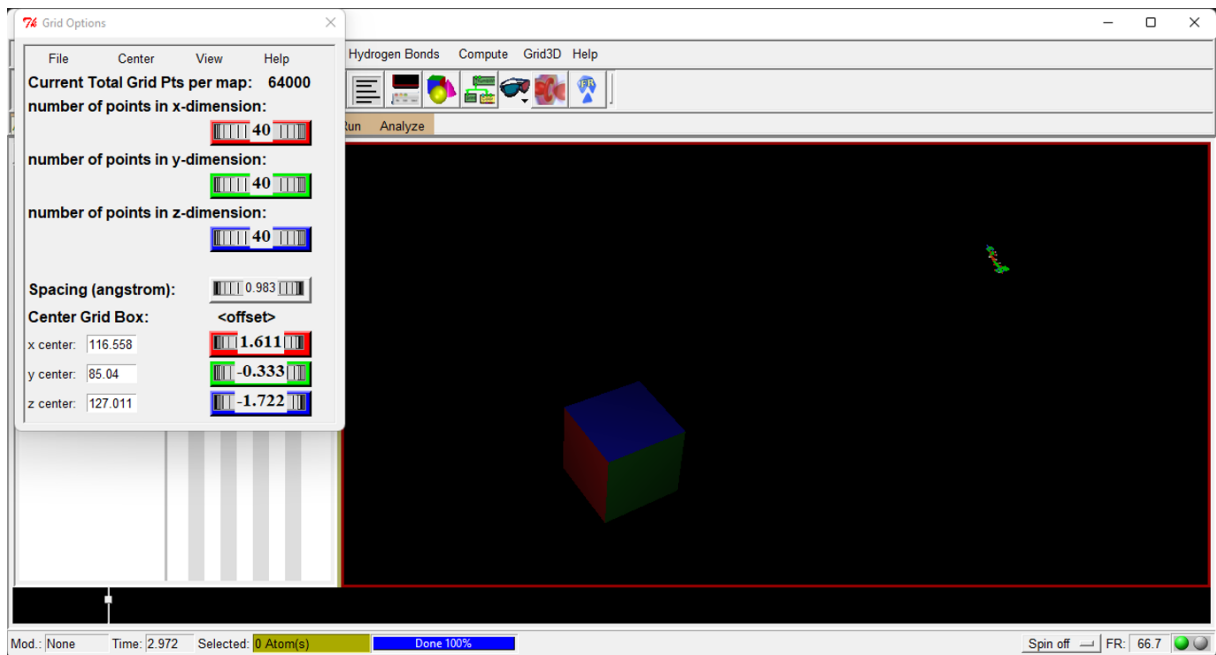 Grid Options
File Center View Help
Current Total Grid Pts per map: 64000
number of points in x-dimension:
40
number of points in y-dimension:
40
number of points in z-dimension:
40
Spacing (angstrom): 0.983
Center Grid Box: <offset>
x center: 116.558 1.611
y center: 85.04 -0.333
z center: 127.011 -1.722
Hydrogen Bonds Compute Grid3D Help
Analyze
Mod.: None Time: 2.972 Selected: 0 Atom(s) Done 100% Spin off FR: 66.7